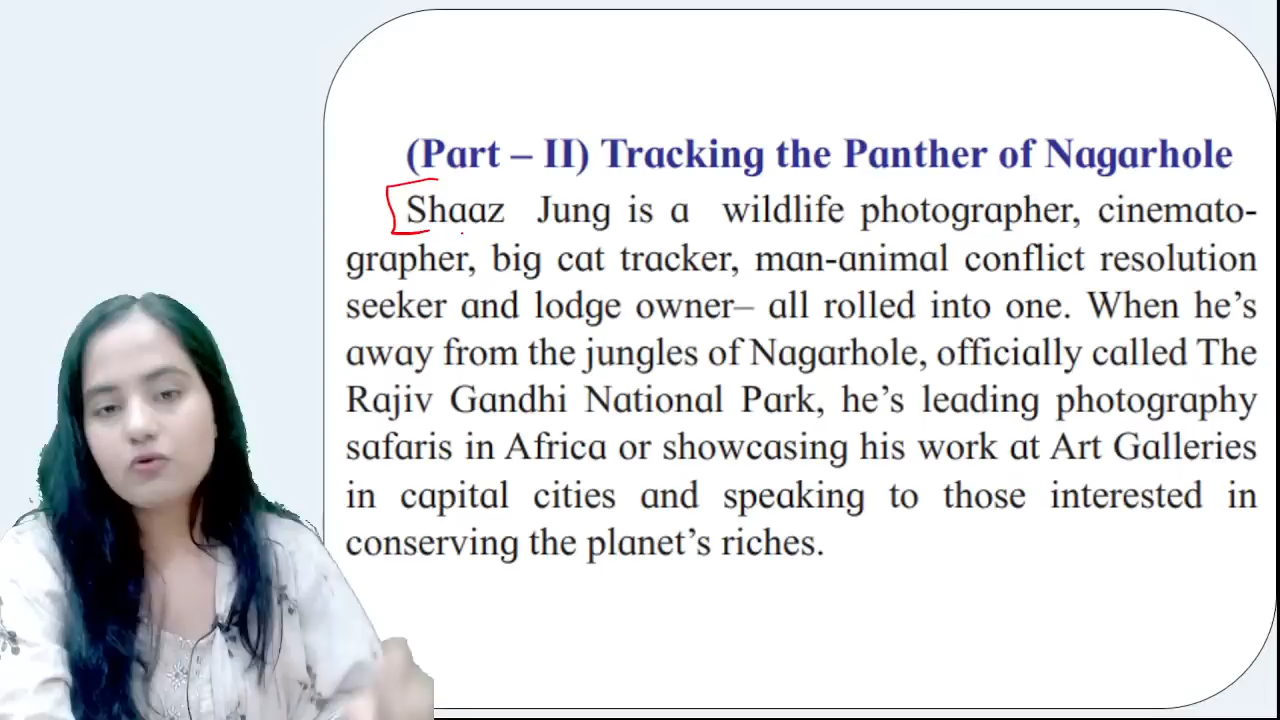 (Part – II) Tracking the Panther of Nagarhole
Shaaz Jung is a wildlife photographer, cinemato-
grapher, big cat tracker, man-animal conflict resolution
seeker and lodge owner– all rolled into one. When he’s
away from the jungles of Nagarhole, officially called The
Rajiv Gandhi National Park, he’s leading photography
safaris in Africa or showcasing his work at Art Galleries
in capital cities and speaking to those interested in
conserving the planet’s riches.